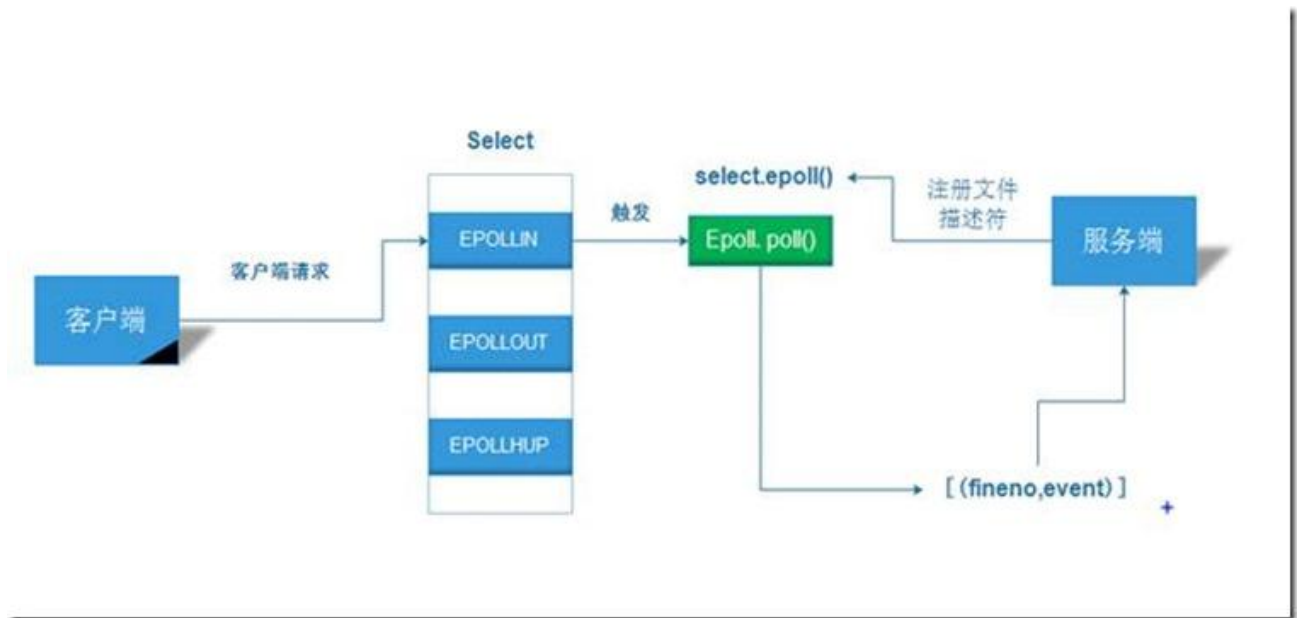 Select
select.epoll()
注册文件
描述符
触发
EPOLLIN
Epoll. poll()
服务端
客户端请求
客户端
EPOLLOUT
EPOLLHUP
[(fineno,event)]